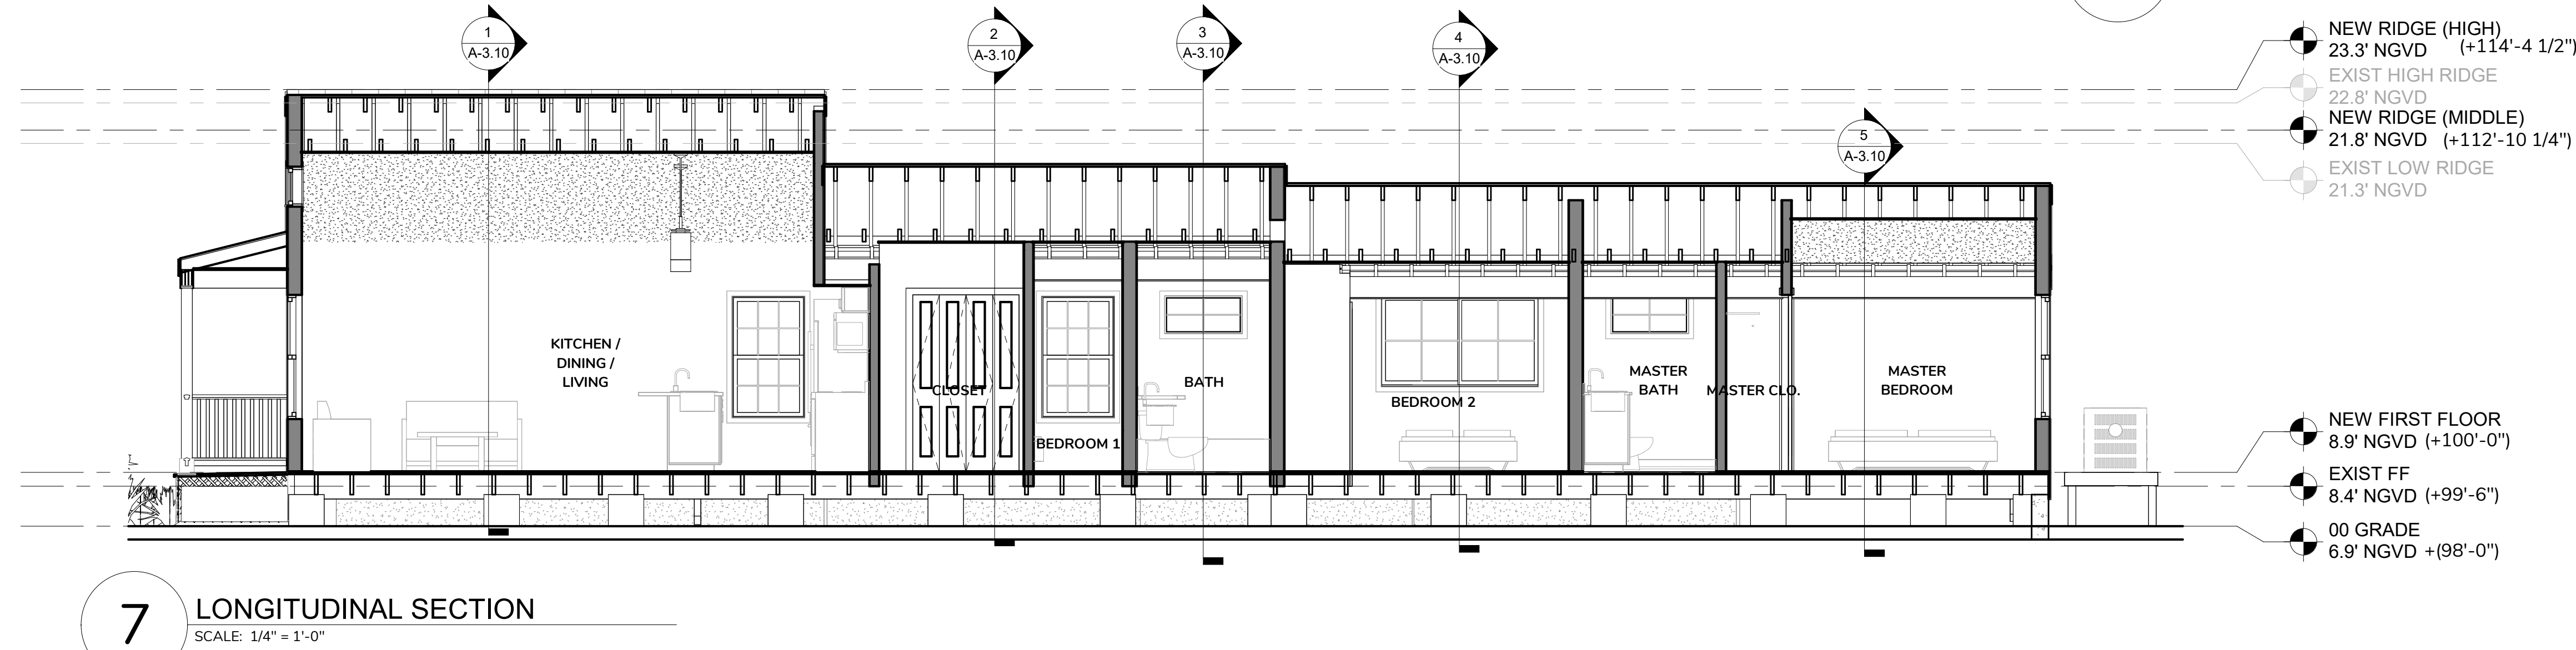 1
A-3.10
2
A-3.10
3
A-3.10
4
A-3.10
5
A-3.10
NEW RIDGE (HIGH)
23.3' NGVD (+114'-4 1/2")
EXIST HIGH RIDGE
22.8' NGVD
NEW RIDGE (MIDDLE)
21.8' NGVD (+112'-10 1/4")
EXIST LOW RIDGE
21.3' NGVD
KITCHEN /
DINING /
LIVING
CLOSET
BEDROOM 1
BATH
BEDROOM 2
MASTER
BATH
MASTER CLO.
MASTER
BEDROOM
NEW FIRST FLOOR
8.9' NGVD (+100'-0")
EXIST FF
8.4' NGVD (+99'-6")
00 GRADE
6.9' NGVD +(98'-0")
7
LONGITUDINAL SECTION
SCALE: 1/4" = 1'-0"